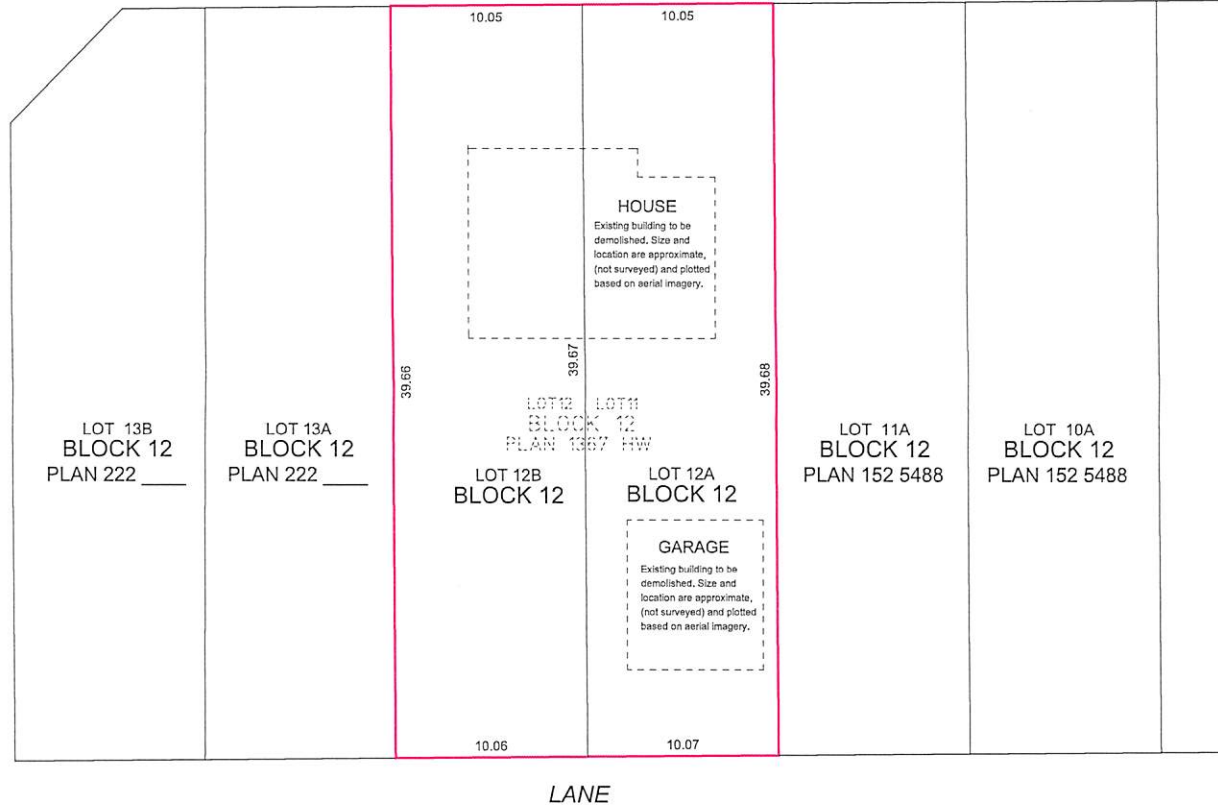 10.05
10.05
HOUSE
Existing building to be
demolished. Size and
location are approximate,
(not surveyed) and plotted
based on aerial imagery.
39.66
39.67
39.68
LOT12 LOT11
BLOCK 12
PLAN 1367 HW
LOT 13B
BLOCK 12
PLAN 222 ____
LOT 13A
BLOCK 12
PLAN 222 ____
LOT 12B
BLOCK 12
LOT 12A
BLOCK 12
LOT 11A
BLOCK 12
PLAN 152 5488
LOT 10A
BLOCK 12
PLAN 152 5488
GARAGE
Existing building to be
demolished. Size and
location are approximate,
(not surveyed) and plotted
based on aerial imagery.
10.06
10.07
LANE